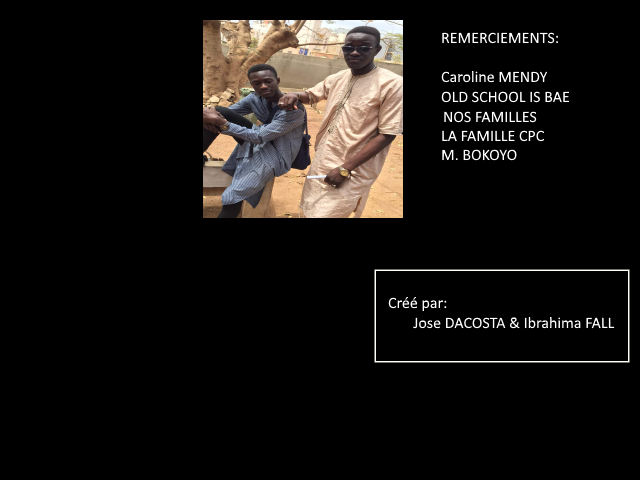 REMERCIEMENTS:
Caroline MENDY
OLD SCHOOL IS BAE
NOS FAMILLES
LA FAMILLE CPC
M. BOKOYO
Créé par:
Jose DACOSTA & Ibrahima FALL